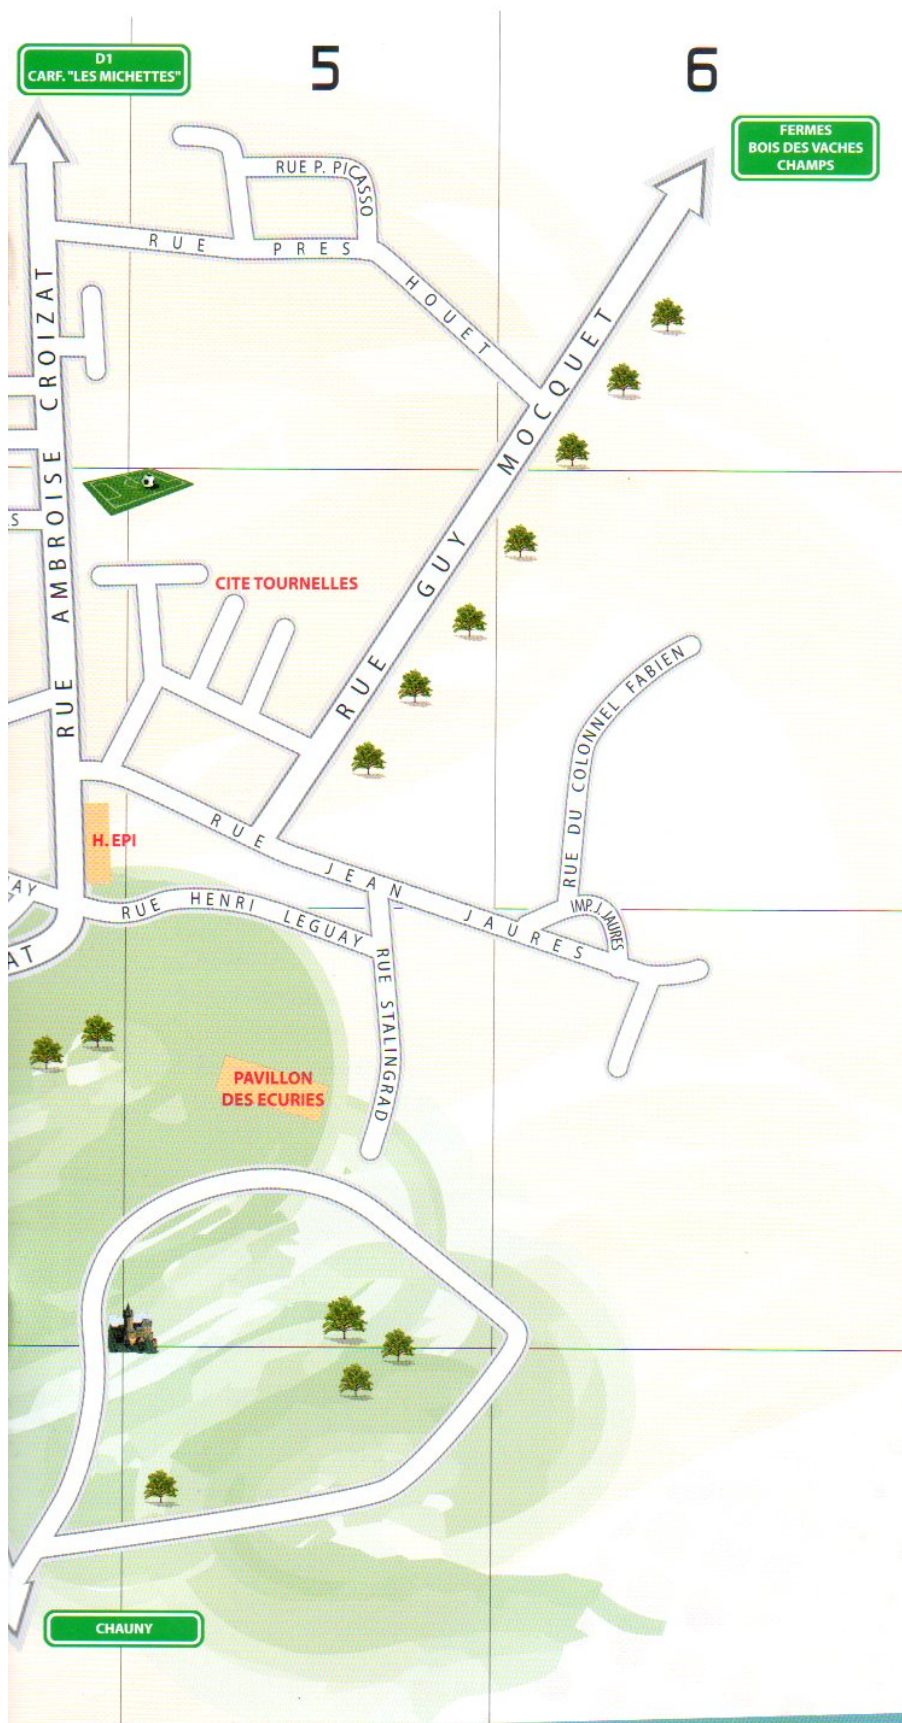 D1
CARF. "LES MICHETTES"
5
6
FERMES
BOIS DES VACHES
CHAMPS
RUE P. PICASSO
RUE PRES HOUET
RUE AMBROISE CROIZAT
RUE GUY MOCQUET
S
CITE TOURNELLES
RUE DU COLONNEL FABIEN
H. EPI
RUE JEAN JAURES
IMP. J. JAURES
AY
RUE HENRI LEGUAY
AT
RUE STALINGRAD
PAVILLON
DES ECURIES
CHAUNY